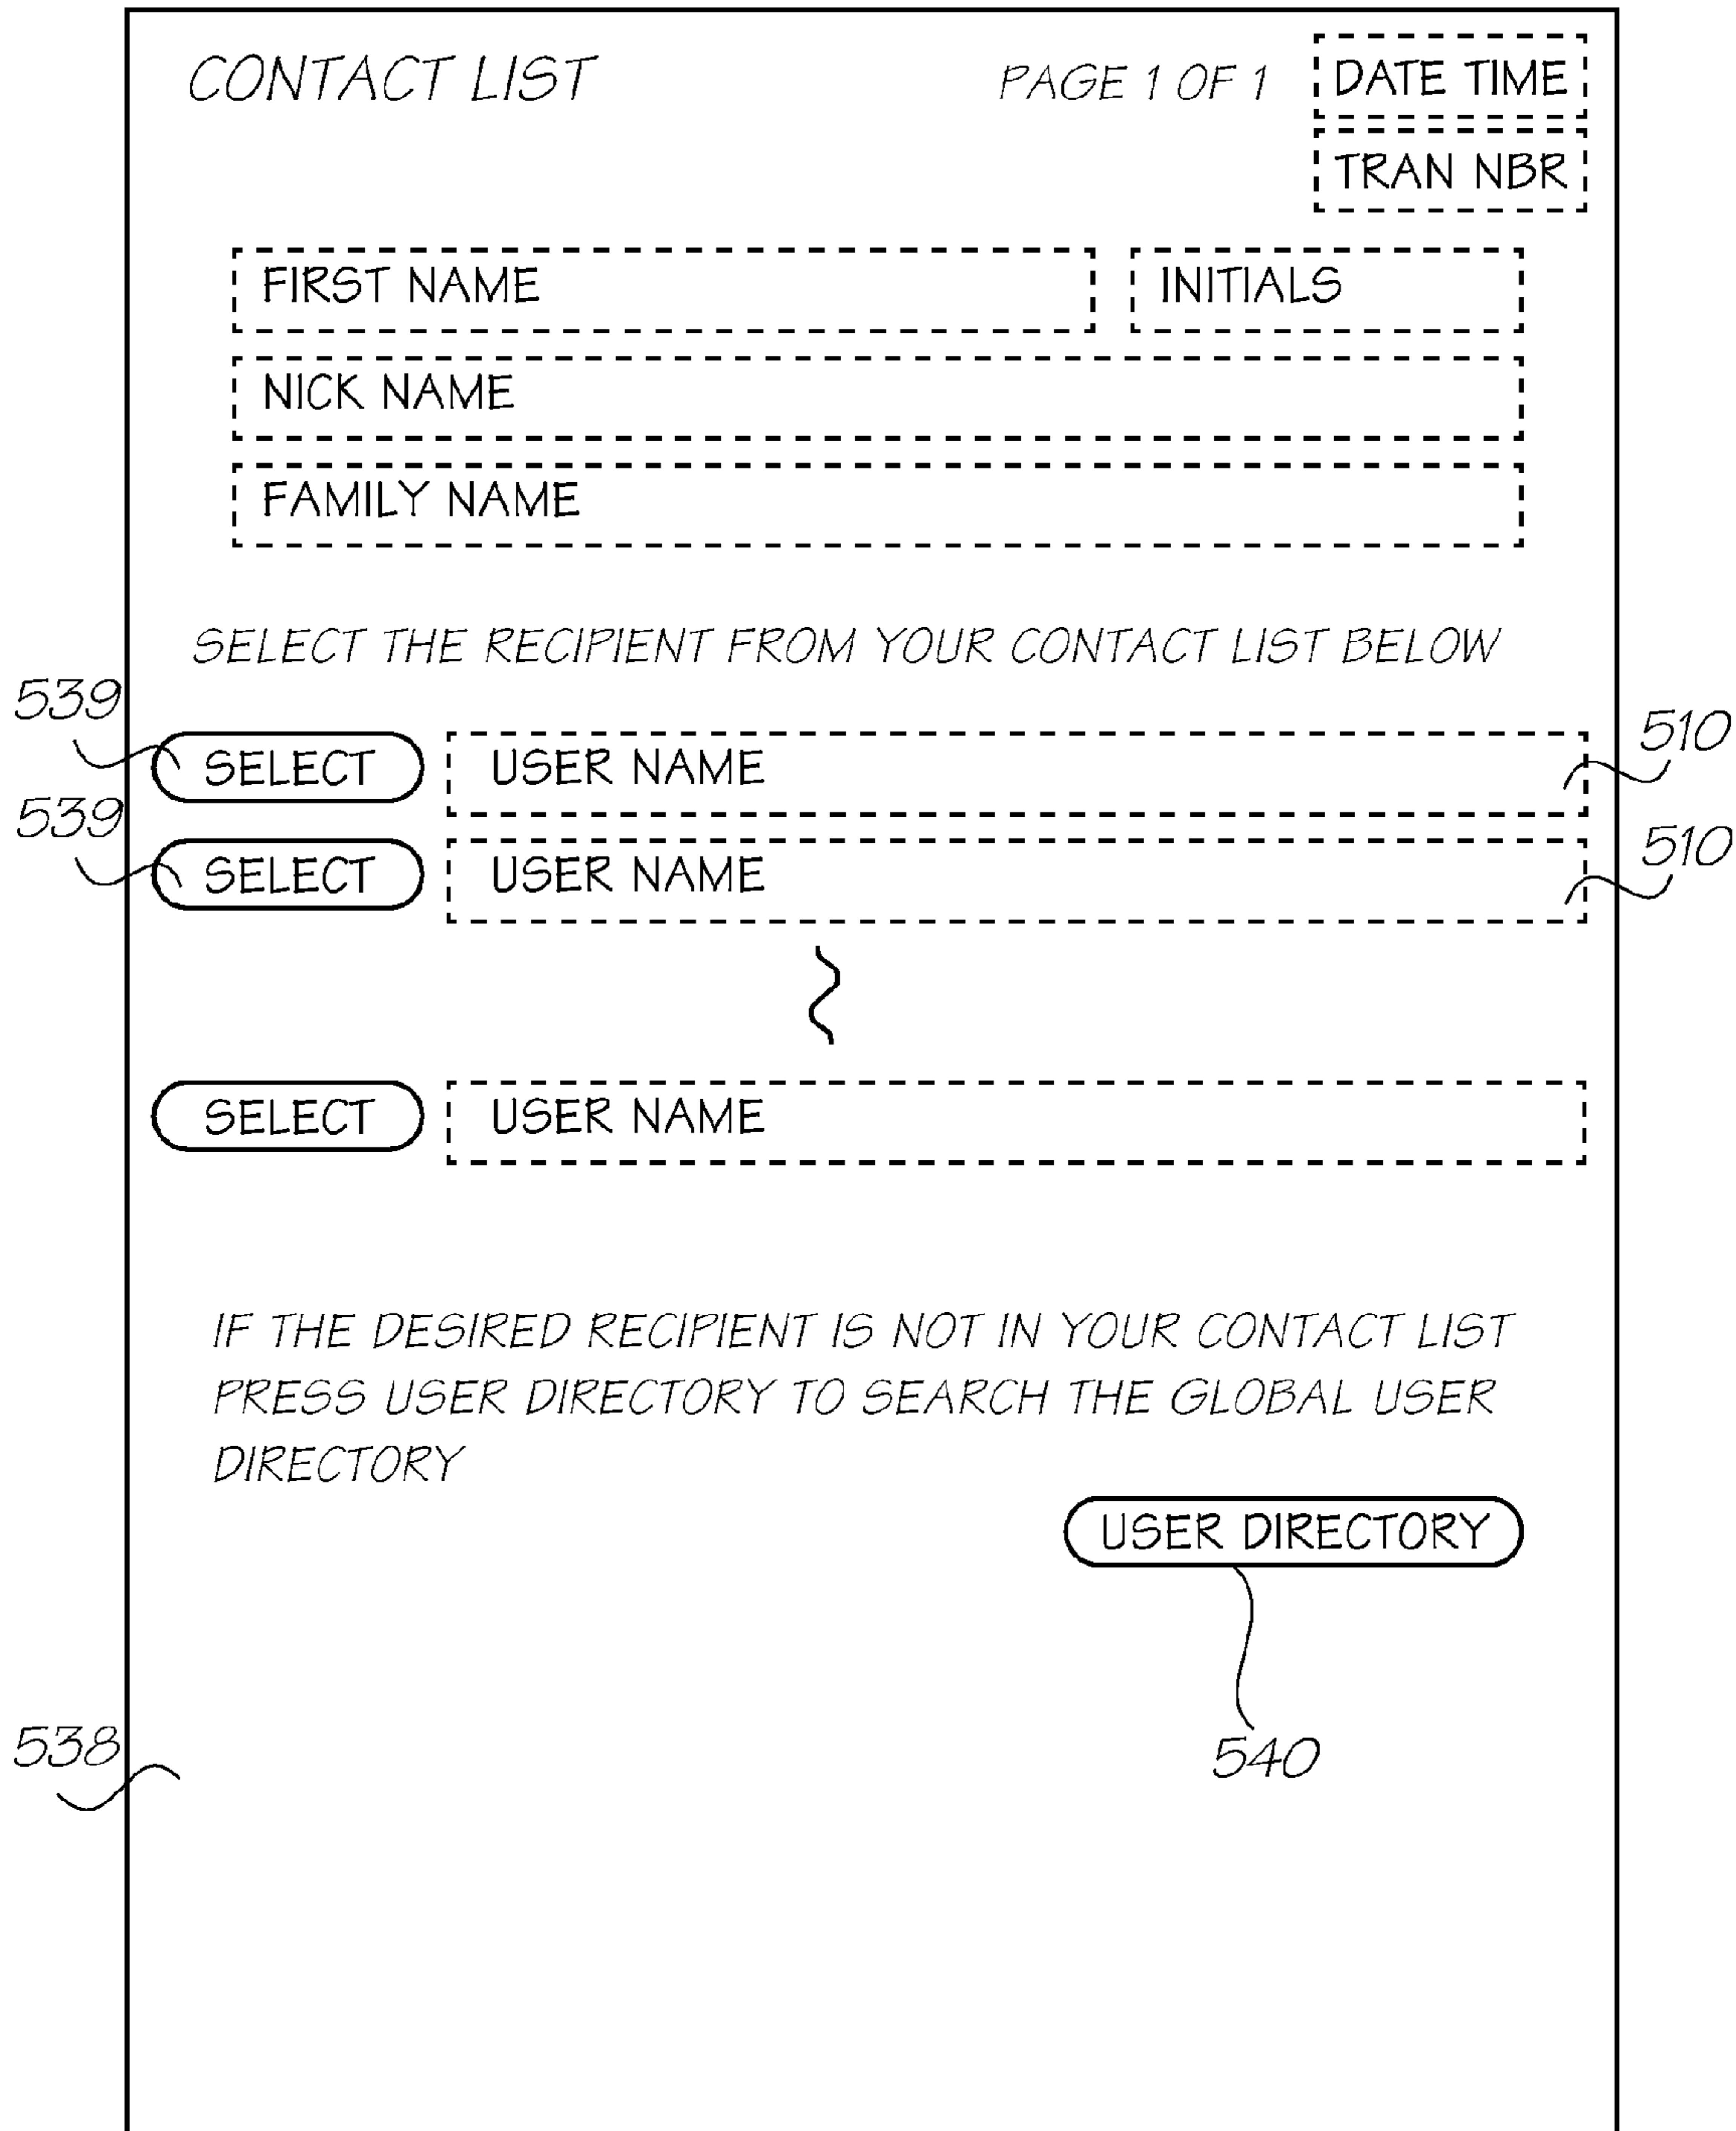 CONTACT LIST PAGE 1 OF 1 DATE TIME
TRAN NBR
FIRST NAME INITIALS
NICK NAME
FAMILY NAME
SELECT THE RECIPIENT FROM YOUR CONTACT LIST BELOW
539
SELECT USER NAME 510
539
SELECT USER NAME 510
SELECT USER NAME
IF THE DESIRED RECIPIENT IS NOT IN YOUR CONTACT LIST
PRESS USER DIRECTORY TO SEARCH THE GLOBAL USER
DIRECTORY
USER DIRECTORY
538
540